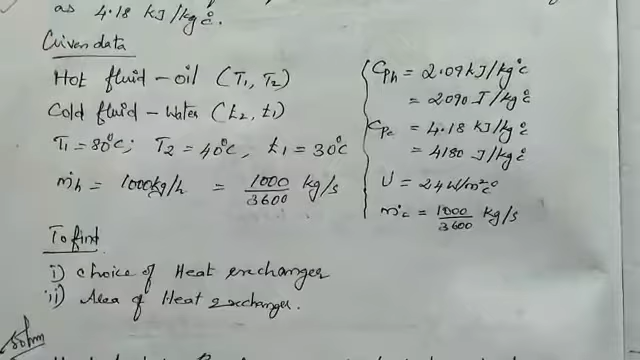 as 4.18 KJ/kg°c.
Given data
Hot fluid - oil (T1, T2)
Cold fluid - Water (t2, t1)
T1 = 80°C; T2 = 40°C, t1 = 30°C
ṁh = 1000kg/h = 1000/3600 kg/s
Cph = 2.09 kJ/kg°c
= 2090 J/kg°c
Cpc = 4.18 KJ/kg°c
= 4180 J/kg°c
U = 24 W/m²°c
ṁc = 1000/3600 kg/s
To find
i) Choice of Heat exchanger
ii) Area of Heat exchanger.
Soln